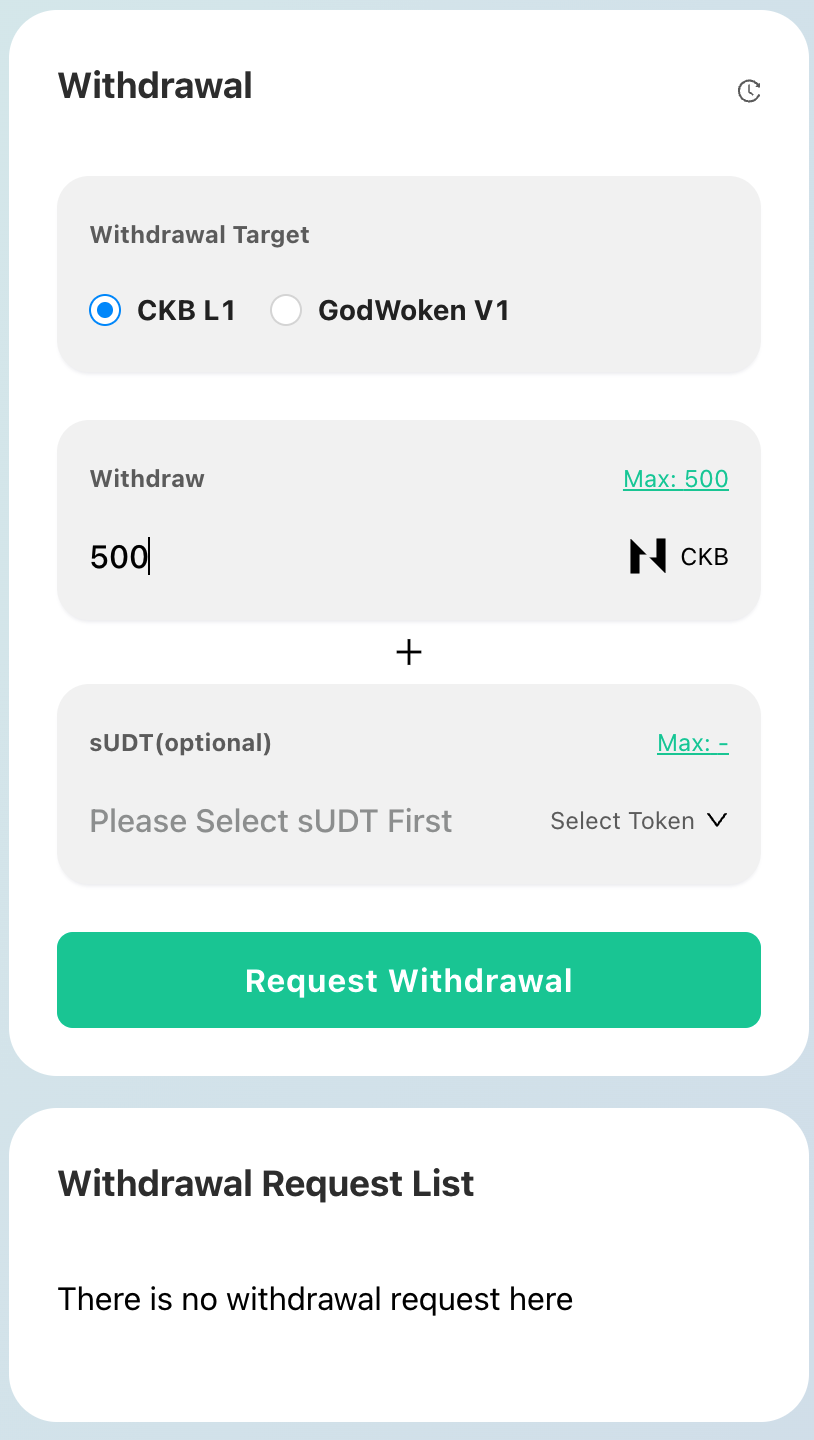 Withdrawal
Withdrawal Target
CKB L1 GodWoken V1
Withdraw Max: 500
500 CKB
+
sUDT(optional) Max: -
Please Select sUDT First Select Token
Request Withdrawal
Withdrawal Request List
There is no withdrawal request here